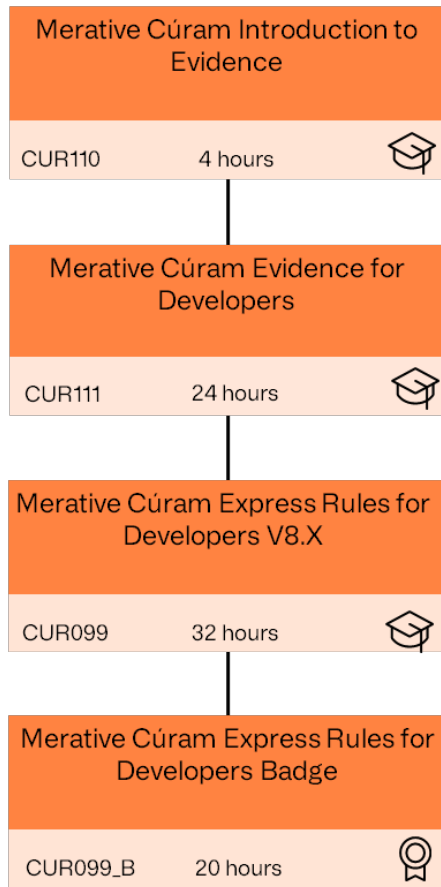 Merative Cúram Introduction to
Evidence
CUR110 4 hours
Merative Cúram Evidence for
Developers
CUR111 24 hours
Merative Cúram Express Rules for
Developers V8.X
CUR099 32 hours
Merative Cúram Express Rules for
Developers Badge
CUR099_B 20 hours